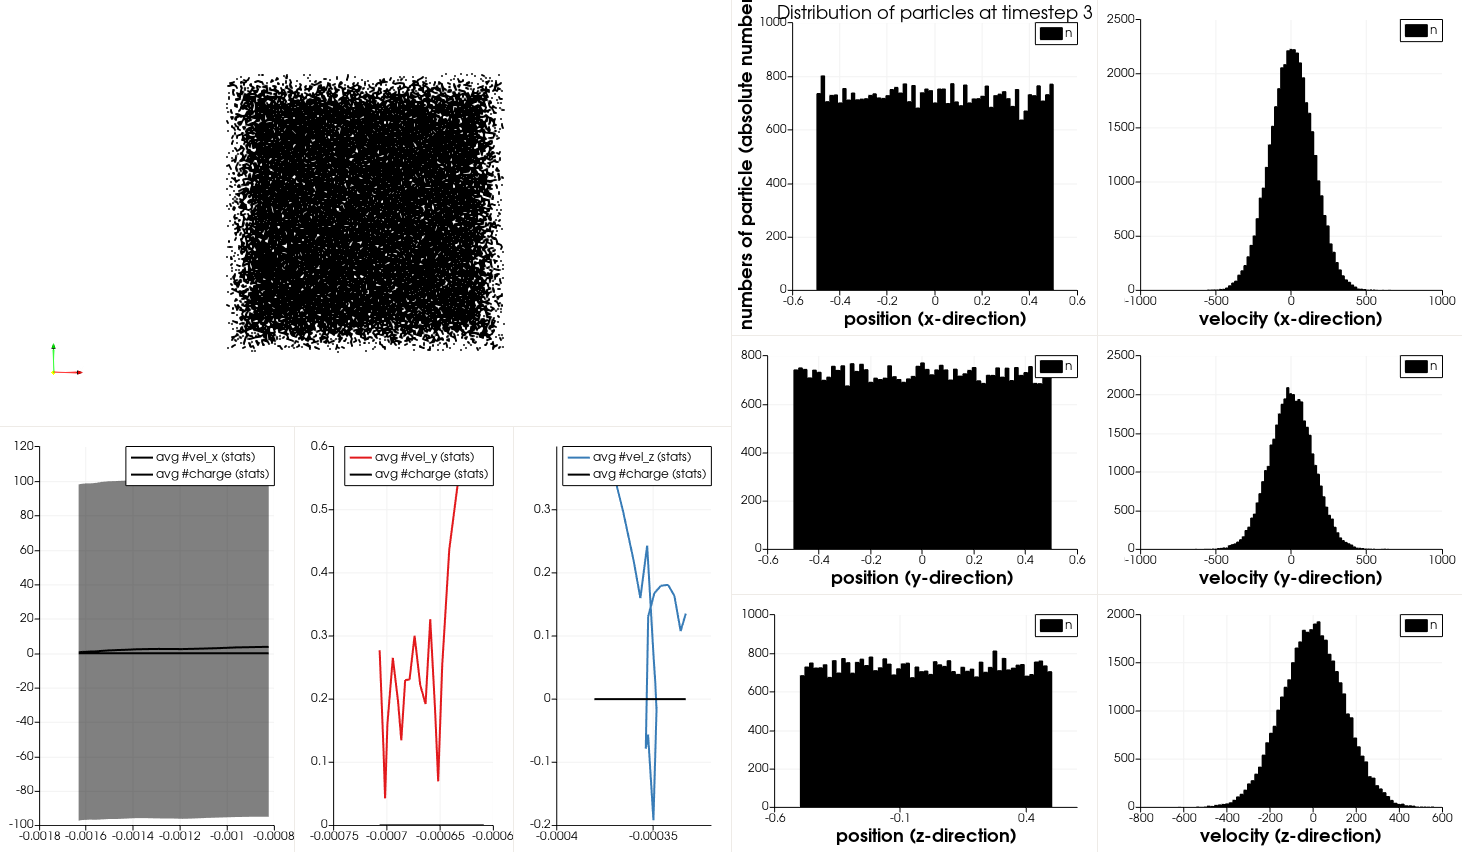 Distribution of particles at timestep 3
numbers of particle (absolute number
1000
800
600
400
200
0
-0.6 -0.4 -0.2 0 0.2 0.4 0.6
position (x-direction)
n
2500
2000
1500
1000
500
0
-1000 -500 0 500 1000
velocity (x-direction)
n
800
600
400
200
0
-0.6 -0.4 -0.2 0 0.2 0.4 0.6
position (y-direction)
n
2500
2000
1500
1000
500
0
-1000 -500 0 500 1000
velocity (y-direction)
n
1000
800
600
400
200
0
-0.6 -0.1 0.4
position (z-direction)
n
2000
1500
1000
500
0
-800 -600 -400 -200 0 200 400 600
velocity (z-direction)
n
120
100
80
60
40
20
0
-20
-40
-60
-80
-100
-0.0018 -0.0016 -0.0014 -0.0012 -0.001 -0.0008
avg #vel_x (stats)
avg #charge (stats)
0.6
0.5
0.4
0.3
0.2
0.1
0
-0.00075 -0.0007 -0.00065 -0.0006
avg #vel_y (stats)
avg #charge (stats)
0.3
0.2
0.1
0
-0.1
-0.2
-0.0004 -0.00035
avg #vel_z (stats)
avg #charge (stats)